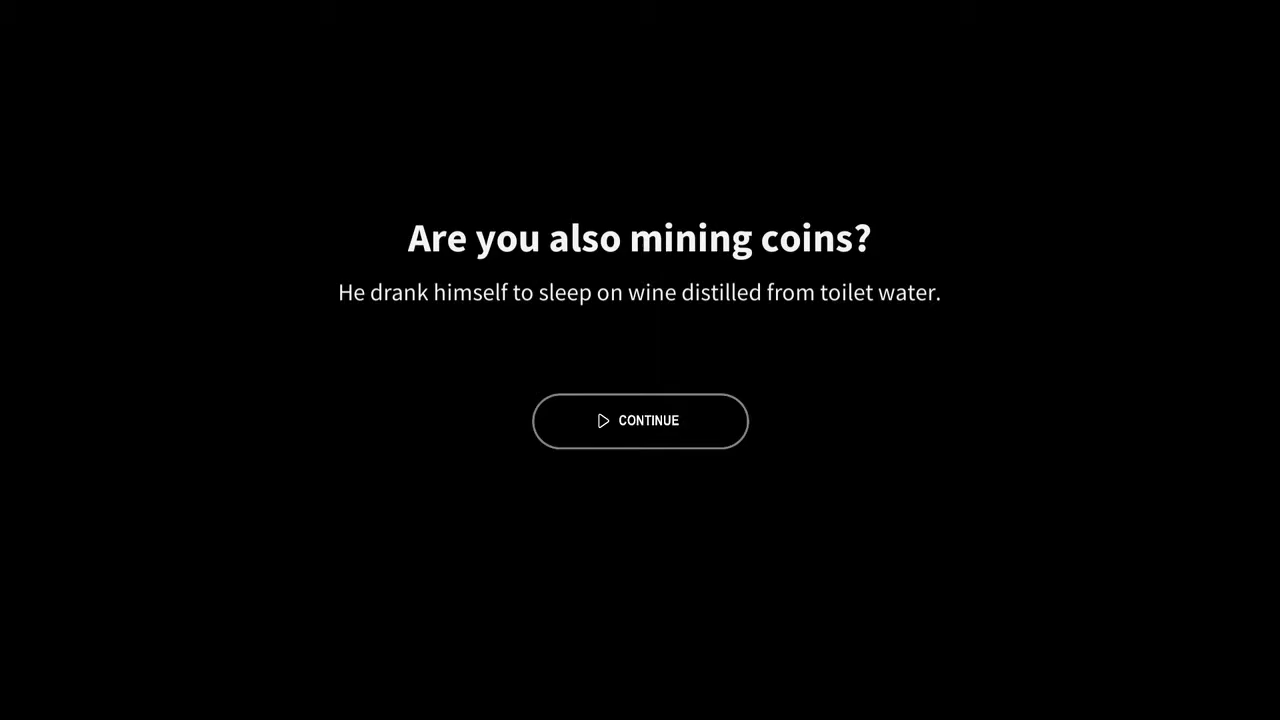 Are you also mining coins?
He drank himself to sleep on wine distilled from toilet water.
CONTINUE